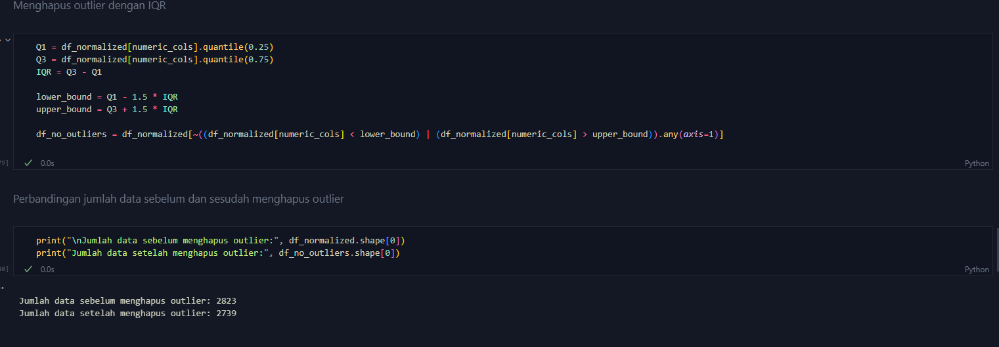 Menghapus outlier dengan IQR
Q1 = df_normalized[numeric_cols].quantile(0.25)
Q3 = df_normalized[numeric_cols].quantile(0.75)
IQR = Q3 - Q1
lower_bound = Q1 - 1.5 * IQR
upper_bound = Q3 + 1.5 * IQR
df_no_outliers = df_normalized[~((df_normalized[numeric_cols] < lower_bound) | (df_normalized[numeric_cols] > upper_bound)).any(axis=1)]
79]
0.0s
Python
Perbandingan jumlah data sebelum dan sesudah menghapus outlier
print("\nJumlah data sebelum menghapus outlier:", df_normalized.shape[0])
print("Jumlah data setelah menghapus outlier:", df_no_outliers.shape[0])
80]
0.0s
Python
Jumlah data sebelum menghapus outlier: 2823
Jumlah data setelah menghapus outlier: 2739